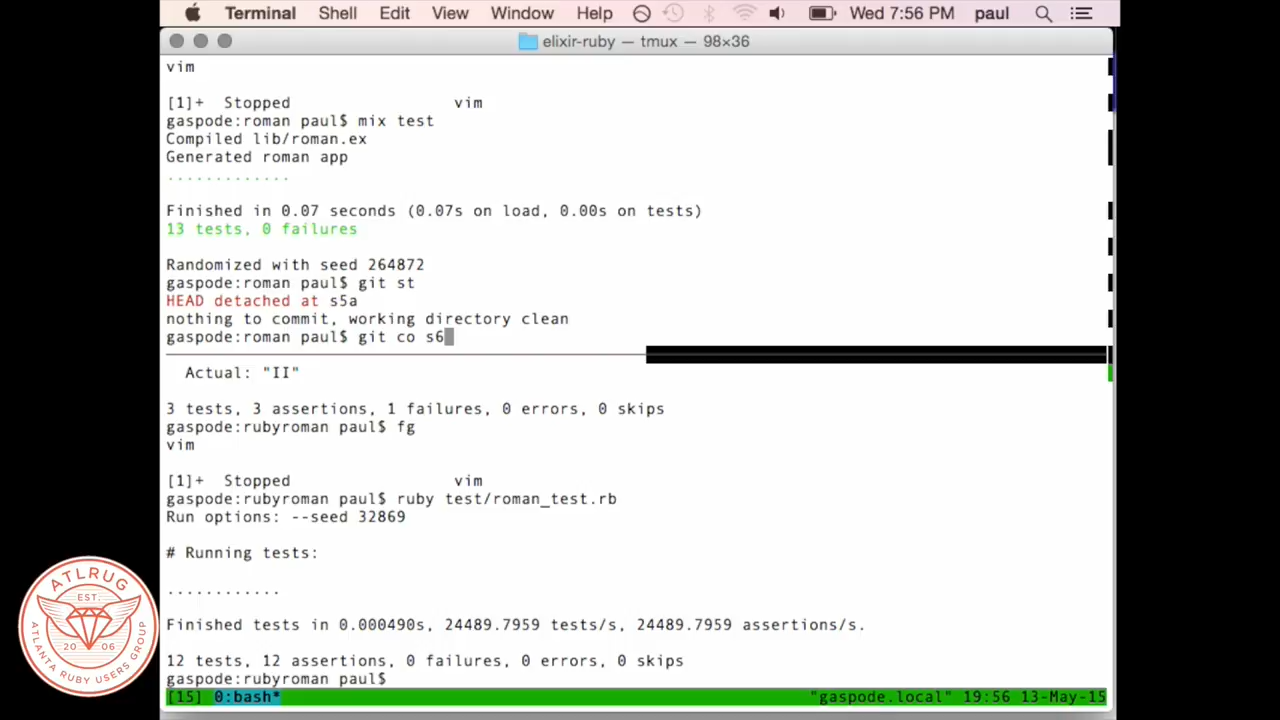 Terminal Shell Edit View Window Help Wed 7:56 PM paul
elixir-ruby — tmux — 98×36
vim
[1]+  Stopped                 vim
gaspode:roman paul$ mix test
Compiled lib/roman.ex
Generated roman app
.............
Finished in 0.07 seconds (0.07s on load, 0.00s on tests)
13 tests, 0 failures
Randomized with seed 264872
gaspode:roman paul$ git st
HEAD detached at s5a
nothing to commit, working directory clean
gaspode:roman paul$ git co s6
Actual: "II"
3 tests, 3 assertions, 1 failures, 0 errors, 0 skips
gaspode:rubyroman paul$ fg
vim
[1]+  Stopped                 vim
gaspode:rubyroman paul$ ruby test/roman_test.rb
Run options: --seed 32869
# Running tests:
............
Finished tests in 0.000490s, 24489.7959 tests/s, 24489.7959 assertions/s.
12 tests, 12 assertions, 0 failures, 0 errors, 0 skips
gaspode:rubyroman paul$
[15] 0:bash* "gaspode.local" 19:56 13-May-15
ATLRUG
EST.
20 06
ATLANTA RUBY USERS GROUP